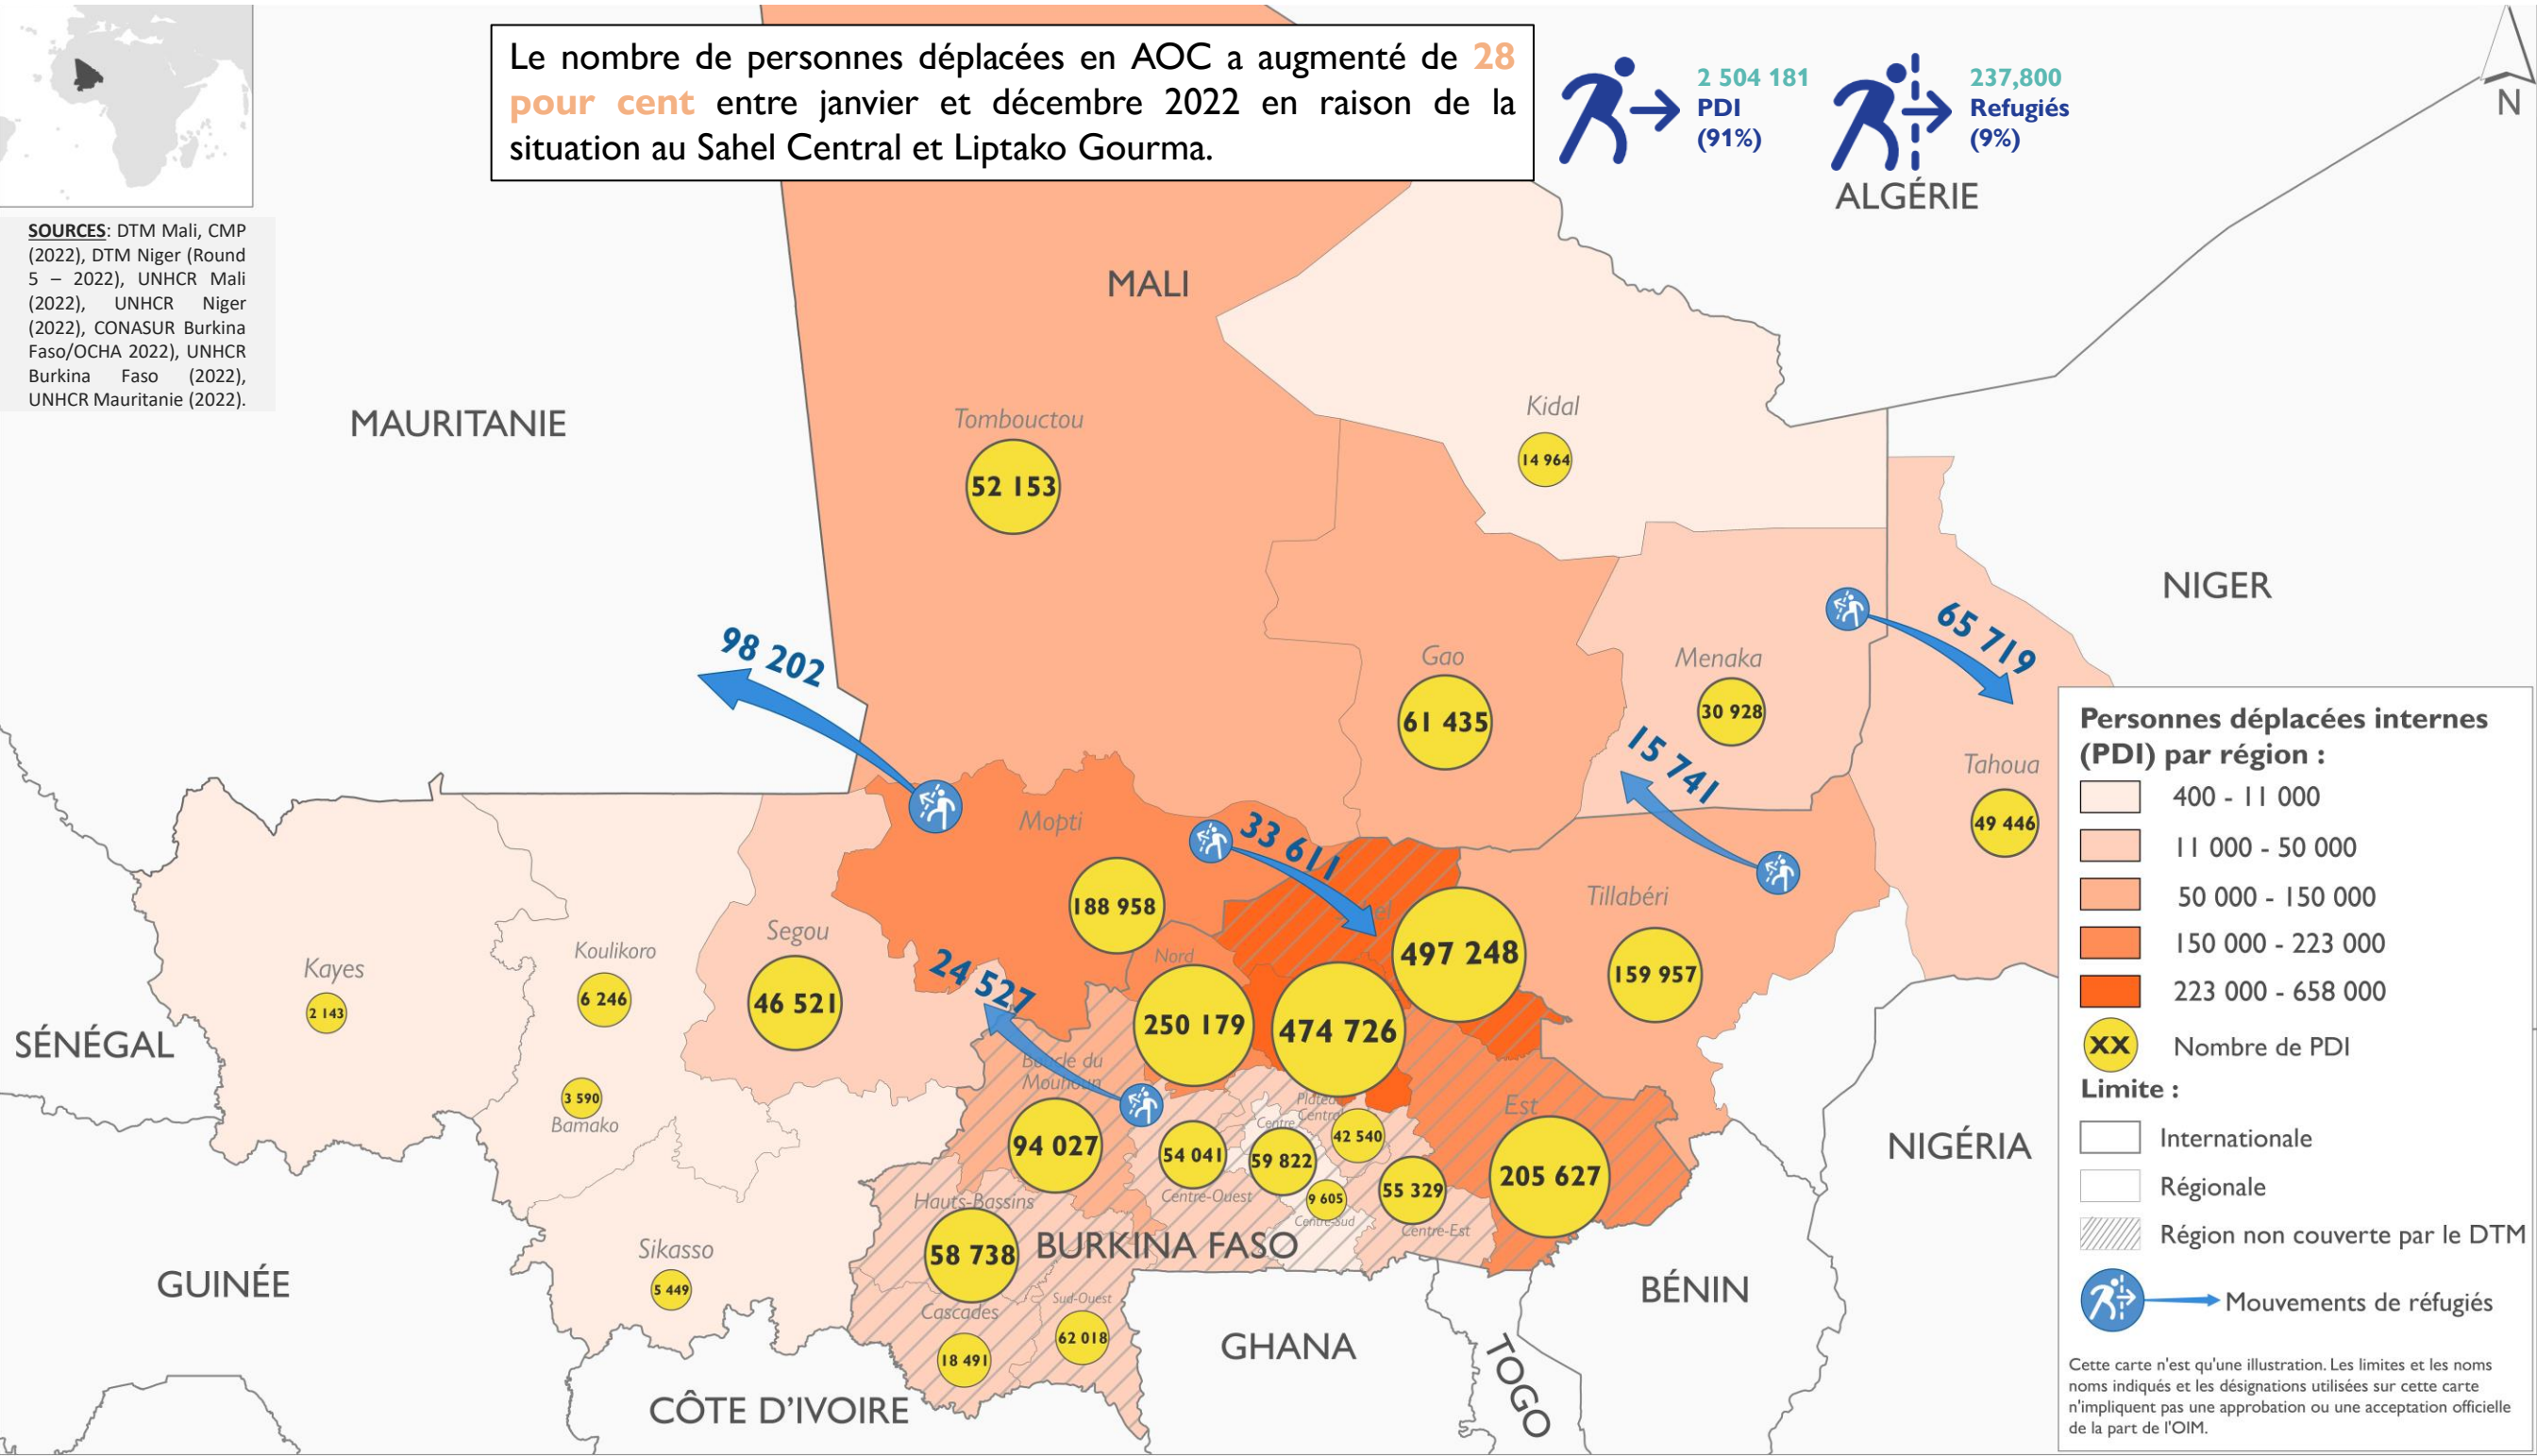 Le nombre de personnes déplacées en AOC a augmenté de 28
pour cent entre janvier et décembre 2022 en raison de la
situation au Sahel Central et Liptako Gourma.
2 504 181
PDI
(91%)
237,800
Refugiés
(9%)
N
SOURCES: DTM Mali, CMP
(2022), DTM Niger (Round
5 – 2022), UNHCR Mali
(2022), UNHCR Niger
(2022), CONASUR Burkina
Faso/OCHA 2022), UNHCR
Burkina Faso (2022),
UNHCR Mauritanie (2022).
ALGÉRIE
MALI
MAURITANIE
Tombouctou
52 153
Kidal
14 964
NIGER
98 202
65 719
Gao
61 435
Menaka
30 928
15 741
Tahoua
49 446
Mopti
188 958
33 611
Tillabéri
159 957
Segou
46 521
Koulikoro
6 246
Kayes
2 143
SÉNÉGAL
3 590
Bamako
24 527
Nord
250 179
474 726
497 248
Boucle du
Mouhoun
94 027
54 041
Centre-Ouest
Centre
59 822
Plateau
Central
42 540
9 605
Centre-Sud
55 329
Centre-Est
Est
205 627
Hauts-Bassins
58 738
BURKINA FASO
Sikasso
5 449
Cascades
18 491
Sud-Ouest
62 018
GUINÉE
CÔTE D'IVOIRE
GHANA
TOGO
BÉNIN
NIGÉRIA
Personnes déplacées internes
(PDI) par région :
400 - 11 000
11 000 - 50 000
50 000 - 150 000
150 000 - 223 000
223 000 - 658 000
XX Nombre de PDI
Limite :
Internationale
Régionale
Région non couverte par le DTM
Mouvements de réfugiés
Cette carte n'est qu'une illustration. Les limites et les noms
noms indiqués et les désignations utilisées sur cette carte
n'impliquent pas une approbation ou une acceptation officielle
de la part de l'OIM.